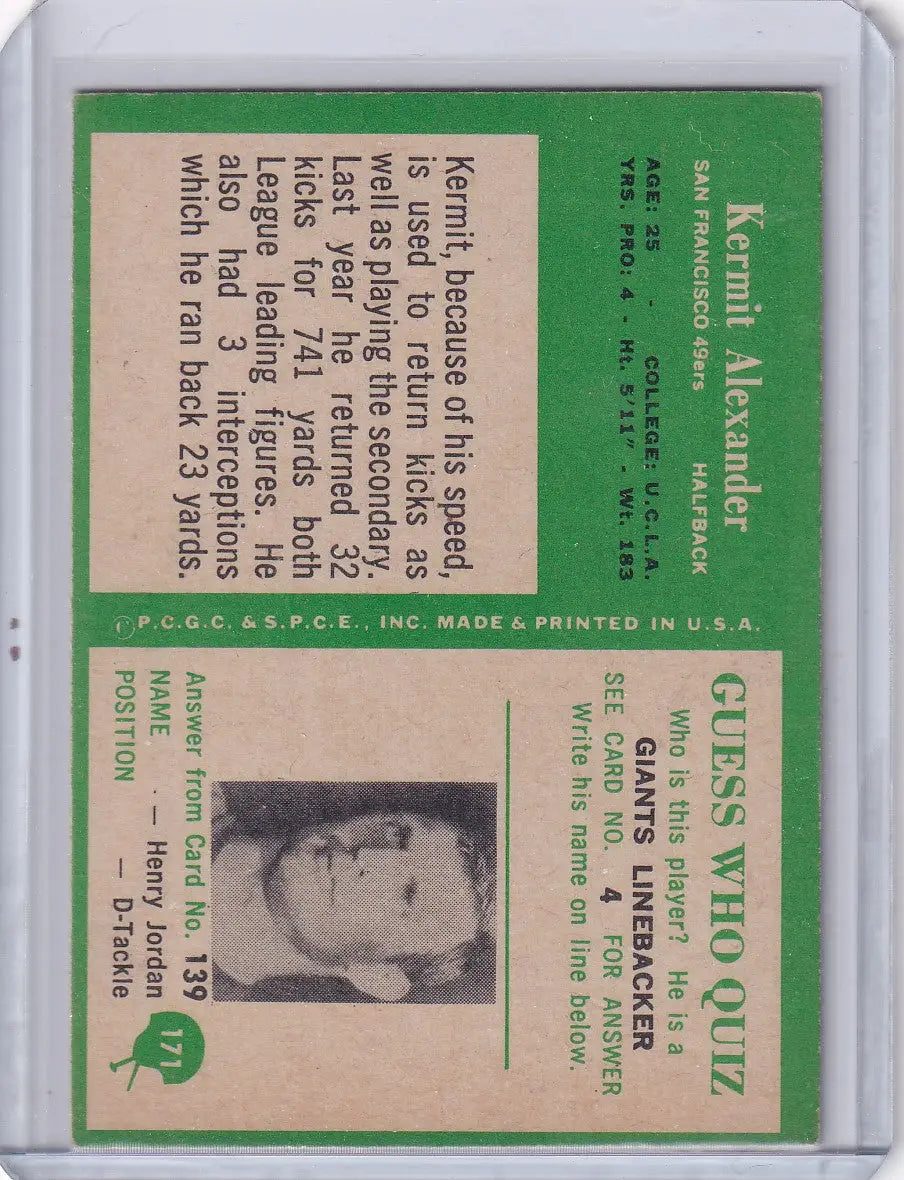 Kermit Alexander
SAN FRANCISCO 49ers HALFBACK
AGE: 25 - COLLEGE: U.C.L.A.
YRS. PRO: 4 - Ht. 5'11" - Wt. 183
Kermit, because of his speed,
is used to return kicks as
well as playing the secondary.
Last year he returned 32
kicks for 741 yards both
League leading figures. He
also had 3 interceptions
which he ran back 23 yards.
Ⓟ P.C.G.C. & S.P.C.E., INC. MADE & PRINTED IN U.S.A.
GUESS WHO QUIZ
Who is this player? He is a
GIANTS LINEBACKER
SEE CARD NO. 4 FOR ANSWER
Write his name on line below.
Answer from Card No. 139
NAME - — Henry Jordan
POSITION — D-Tackle
171